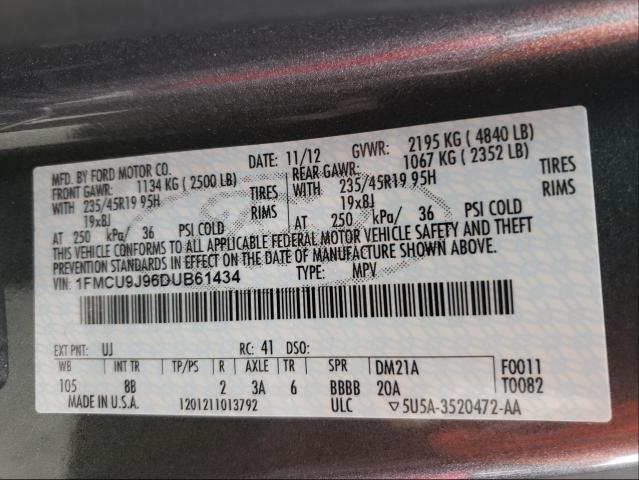 MFD. BY FORD MOTOR CO. DATE: 11/12 GVWR: 2195 KG ( 4840 LB)
FRONT GAWR: 1134 KG ( 2500 LB) REAR GAWR: 1067 KG ( 2352 LB)
WITH 235/45R19 95H TIRES WITH 235/45R19 95H TIRES
19x8J RIMS 19x8J RIMS
AT 250 kPa/ 36 PSI COLD AT 250 kPa/ 36 PSI COLD
THIS VEHICLE CONFORMS TO ALL APPLICABLE FEDERAL MOTOR VEHICLE SAFETY AND THEFT
PREVENTION STANDARDS IN EFFECT ON THE DATE OF MANUFACTURE SHOWN ABOVE.
VIN: 1FMCU9J96DUB61434 TYPE: MPV
EXT PNT: UJ RC: 41 DSO:
WB INT TR TP/PS R AXLE TR SPR DM21A F0011
105 8B 2 3A 6 BBBB 20A T0082
MADE IN U.S.A. 1201211013792 ULC ▽5U5A-3520472-AA